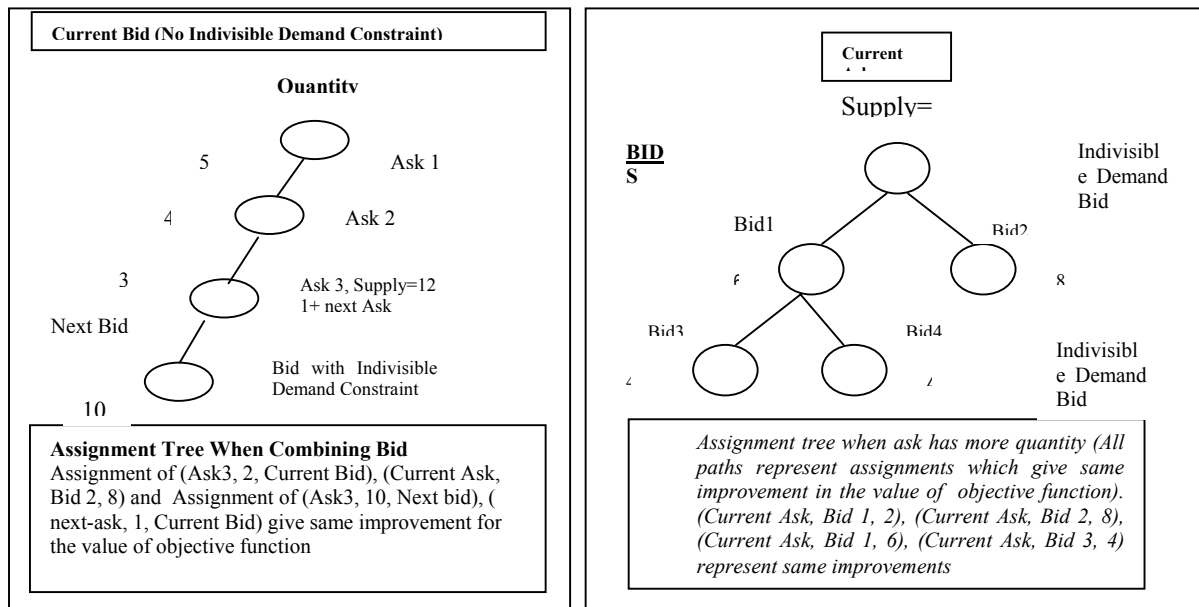 Current Bid (No Indivisible Demand Constraint)
Quantity
5
Ask 1
4
Ask 2
3
Ask 3, Supply=12
1+ next Ask
Next Bid
Bid with Indivisible
Demand Constraint
10
Assignment Tree When Combining Bid
Assignment of (Ask3, 2, Current Bid), (Current Ask,
Bid 2, 8) and Assignment of (Ask3, 10, Next bid), (
next-ask, 1, Current Bid) give same improvement for
the value of objective function
Current
Supply=
BID
S
Indivisibl
e Demand
Bid
Bid1
Bid2
6
8
Bid3
Bid4
4
Indivisibl
e Demand
Bid
Assignment tree when ask has more quantity (All
paths represent assignments which give same
improvement in the value of objective function).
(Current Ask, Bid 1, 2), (Current Ask, Bid 2, 8),
(Current Ask, Bid 1, 6), (Current Ask, Bid 3, 4)
represent same improvements